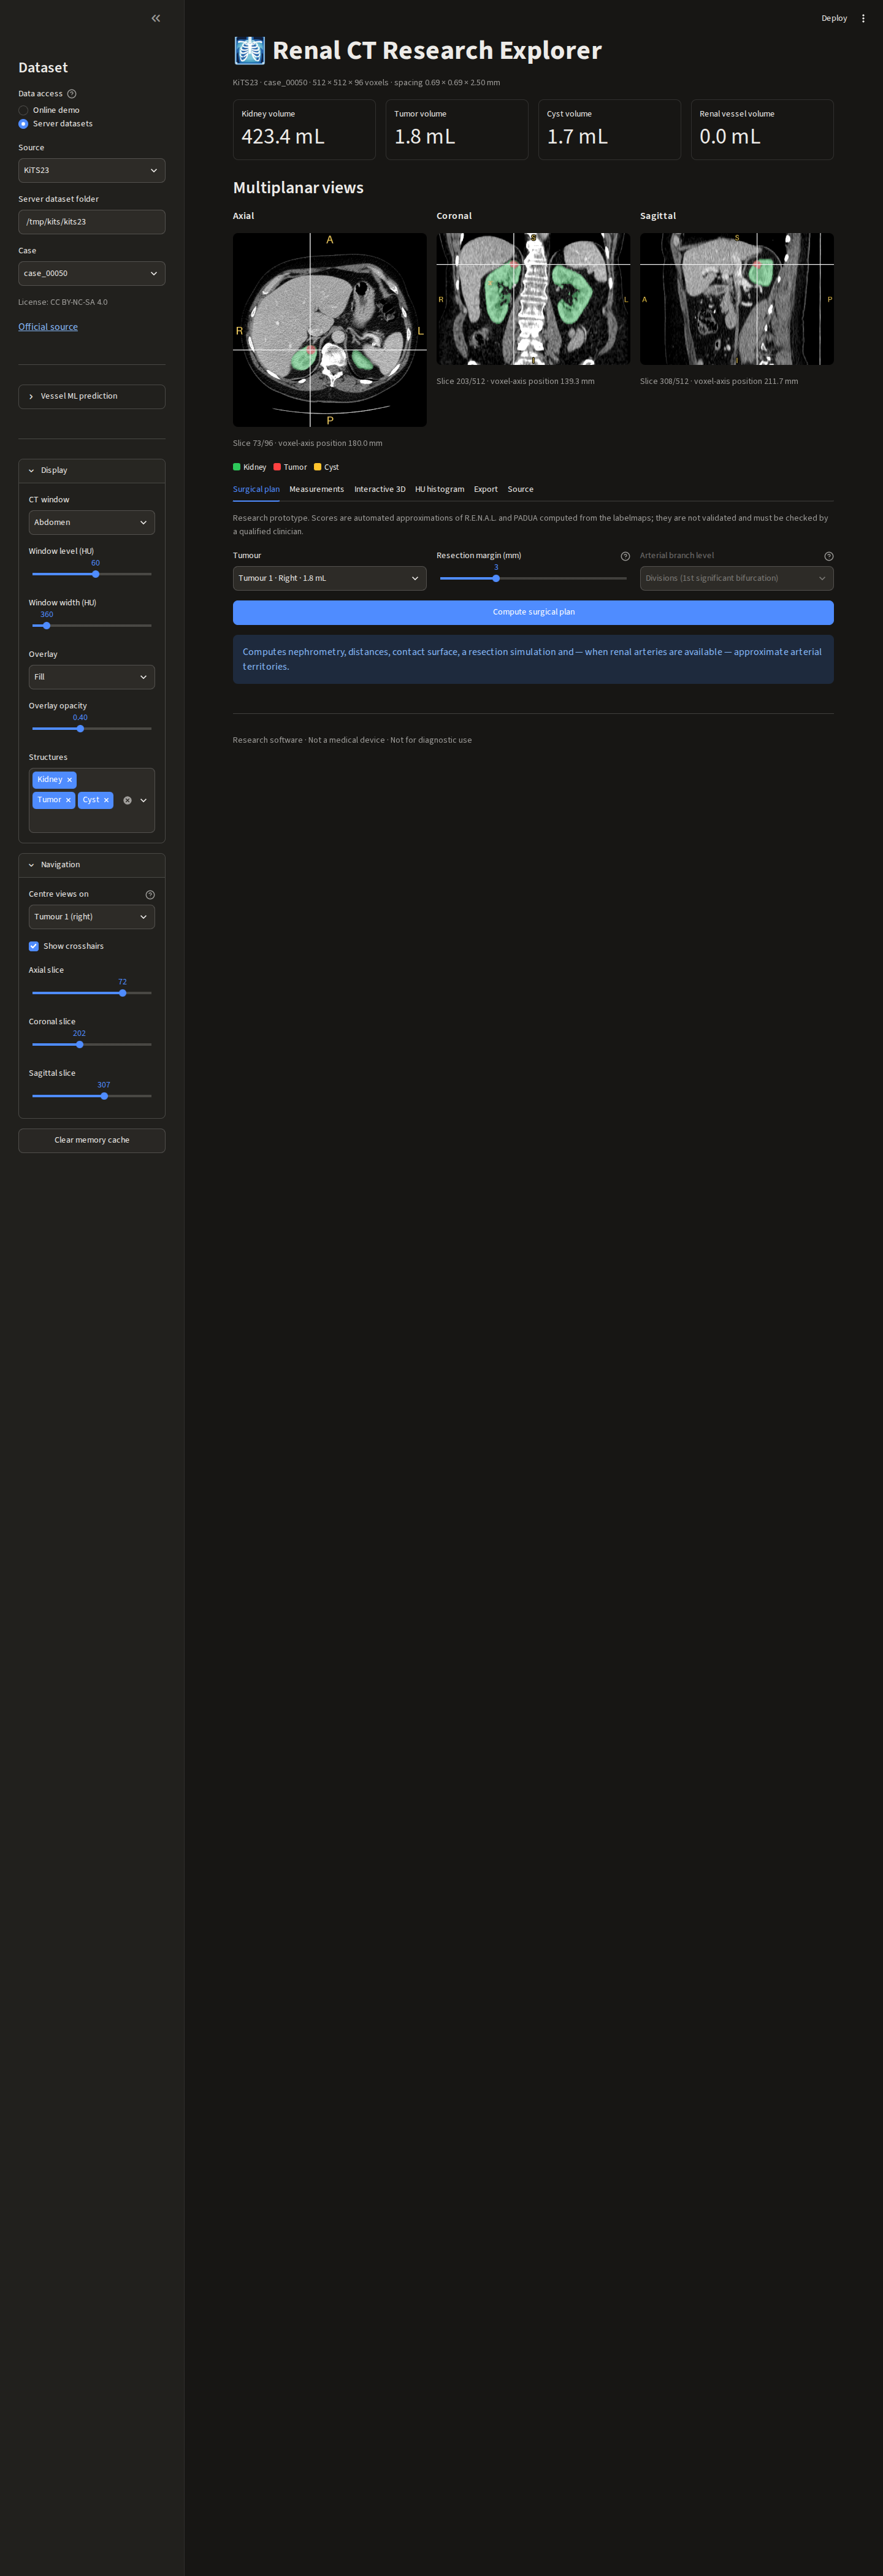 Deploy
Dataset
Data access
Online demo
Server datasets
Source
KiTS23
Server dataset folder
/tmp/kits/kits23
Case
case_00050
License: CC BY-NC-SA 4.0
Official source
Vessel ML prediction
Display
CT window
Abdomen
Window level (HU)
60
Window width (HU)
360
Overlay
Fill
Overlay opacity
0.40
Structures
Kidney
Tumor
Cyst
Navigation
Centre views on
Tumour 1 (right)
Show crosshairs
Axial slice
72
Coronal slice
202
Sagittal slice
307
Clear memory cache
Renal CT Research Explorer
KiTS23 · case_00050 · 512 × 512 × 96 voxels · spacing 0.69 × 0.69 × 2.50 mm
Kidney volume
423.4 mL
Tumor volume
1.8 mL
Cyst volume
1.7 mL
Renal vessel volume
0.0 mL
Multiplanar views
Axial
A
R
L
P
Slice 73/96 · voxel-axis position 180.0 mm
Coronal
S
R
L
Slice 203/512 · voxel-axis position 139.3 mm
Sagittal
S
A
P
I
Slice 308/512 · voxel-axis position 211.7 mm
Kidney Tumor Cyst
Surgical plan Measurements Interactive 3D HU histogram Export Source
Research prototype. Scores are automated approximations of R.E.N.A.L. and PADUA computed from the labelmaps; they are not validated and must be checked by
a qualified clinician.
Tumour
Tumour 1 · Right · 1.8 mL
Resection margin (mm)
3
Arterial branch level
Divisions (1st significant bifurcation)
Compute surgical plan
Computes nephrometry, distances, contact surface, a resection simulation and — when renal arteries are available — approximate arterial
territories.
Research software · Not a medical device · Not for diagnostic use